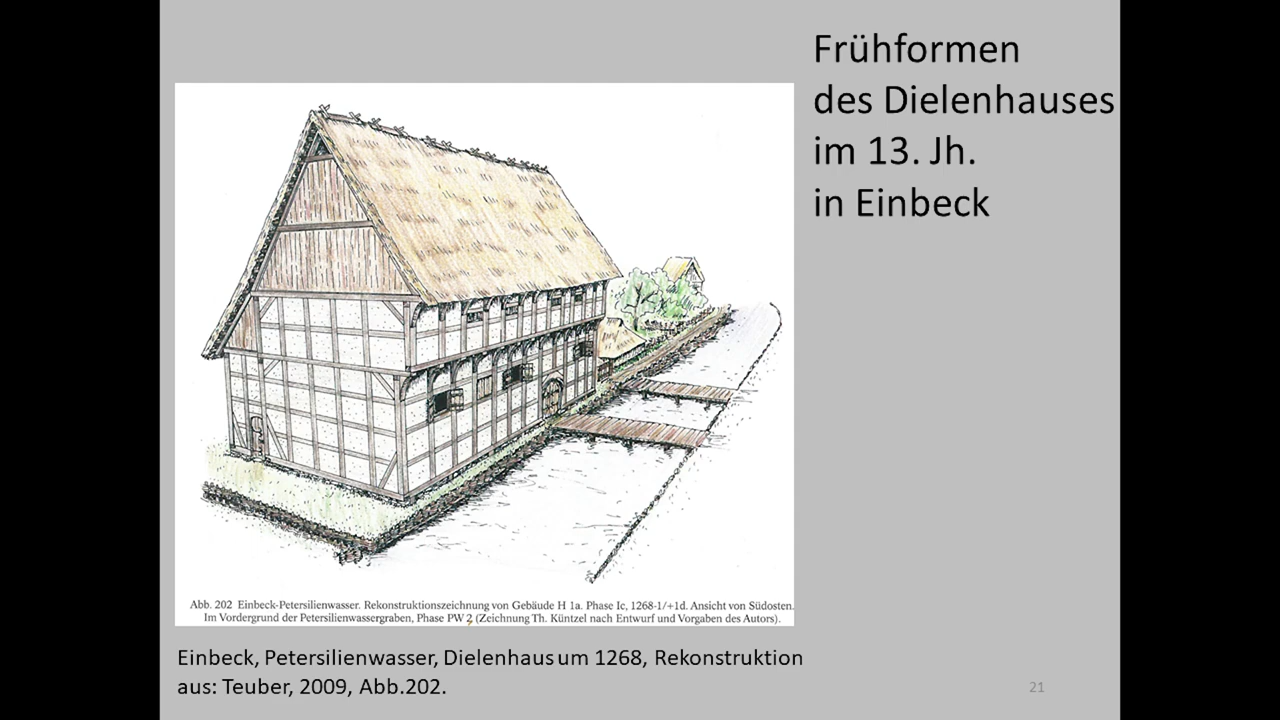 Frühformen
des Dielenhauses
im 13. Jh.
in Einbeck
Abb. 202 Einbeck-Petersilienwasser. Rekonstruktionszeichnung von Gebäude H 1a. Phase Ic, 1268-1/+1d. Ansicht von Südosten.
Im Vordergrund der Petersilienwassergraben, Phase PW 2 (Zeichnung Th. Küntzel nach Entwurf und Vorgaben des Autors).
Einbeck, Petersilienwasser, Dielenhaus um 1268, Rekonstruktion
aus: Teuber, 2009, Abb.202.
21